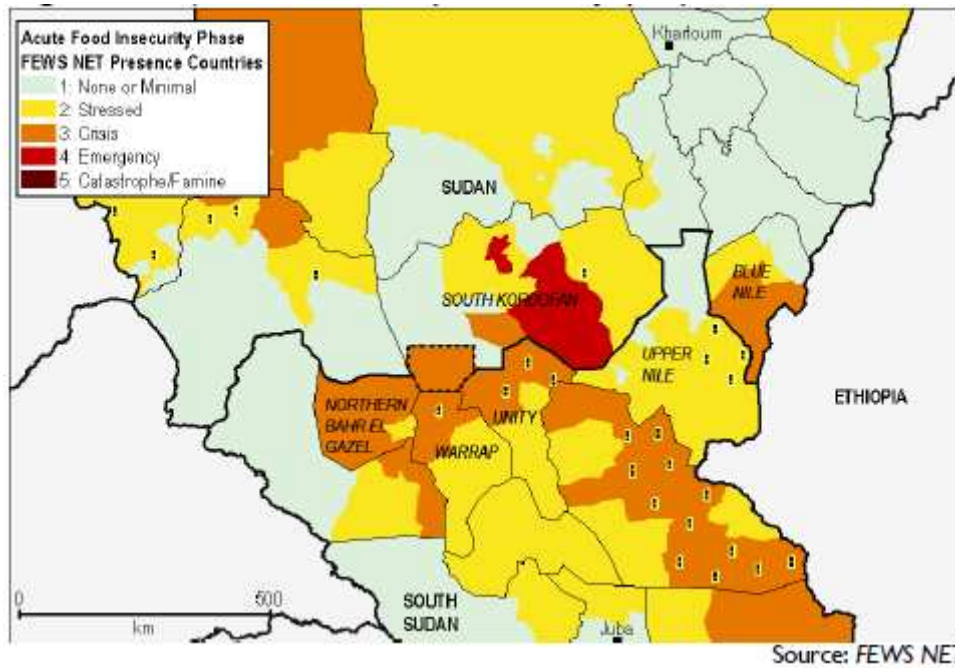 Acute Food Insecurity Phase
FEWS NET Presence Countries
1: None or Minimal
2: Stressed
3: Crisis
4: Emergency
5: Catastrophe/Famine
Khartoum
SUDAN
SOUTH KORDOFAN
BLUE
NILE
UPPER
NILE
ETHIOPIA
NORTHERN
BAHR EL
GAZEL
UNITY
WARRAP
0 500
km
SOUTH
SUDAN
Juba
Source: FEWS NET